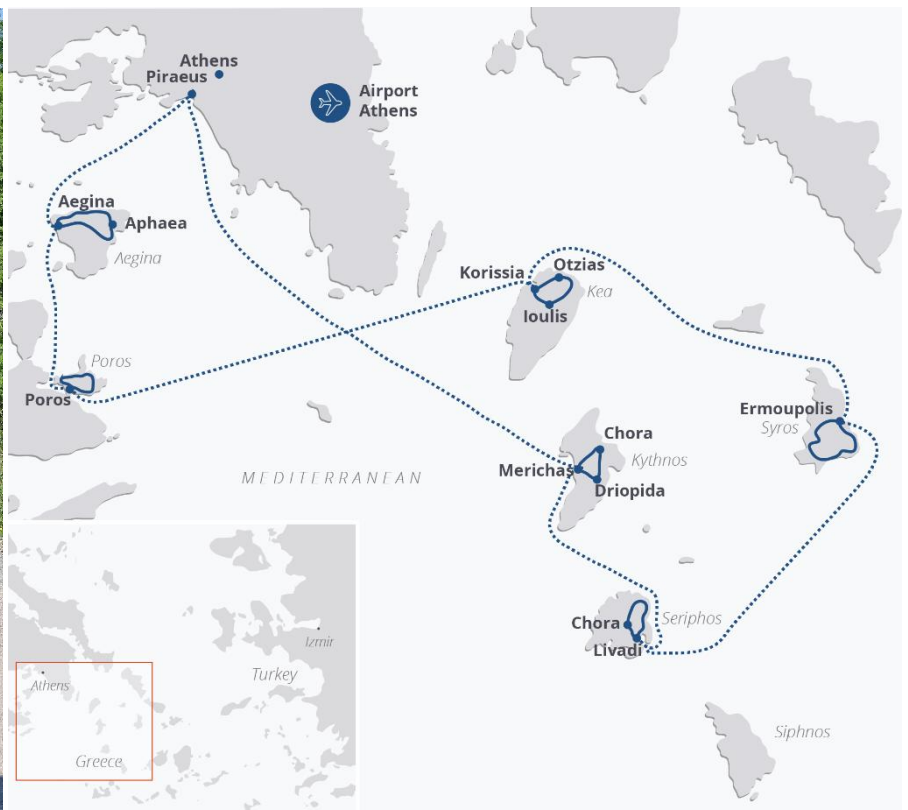 Athens
Piraeus
Airport
Athens
Aegina
Aphaea
Aegina
Korissia
Otzias
Kea
Ioulis
Poros
Poros
Ermoupolis
Syros
Chora
Kythnos
Merichas
Driopida
MEDITERRANEAN
Chora
Seriphos
Livadi
Siphnos
Izmir
Turkey
Athens
Greece